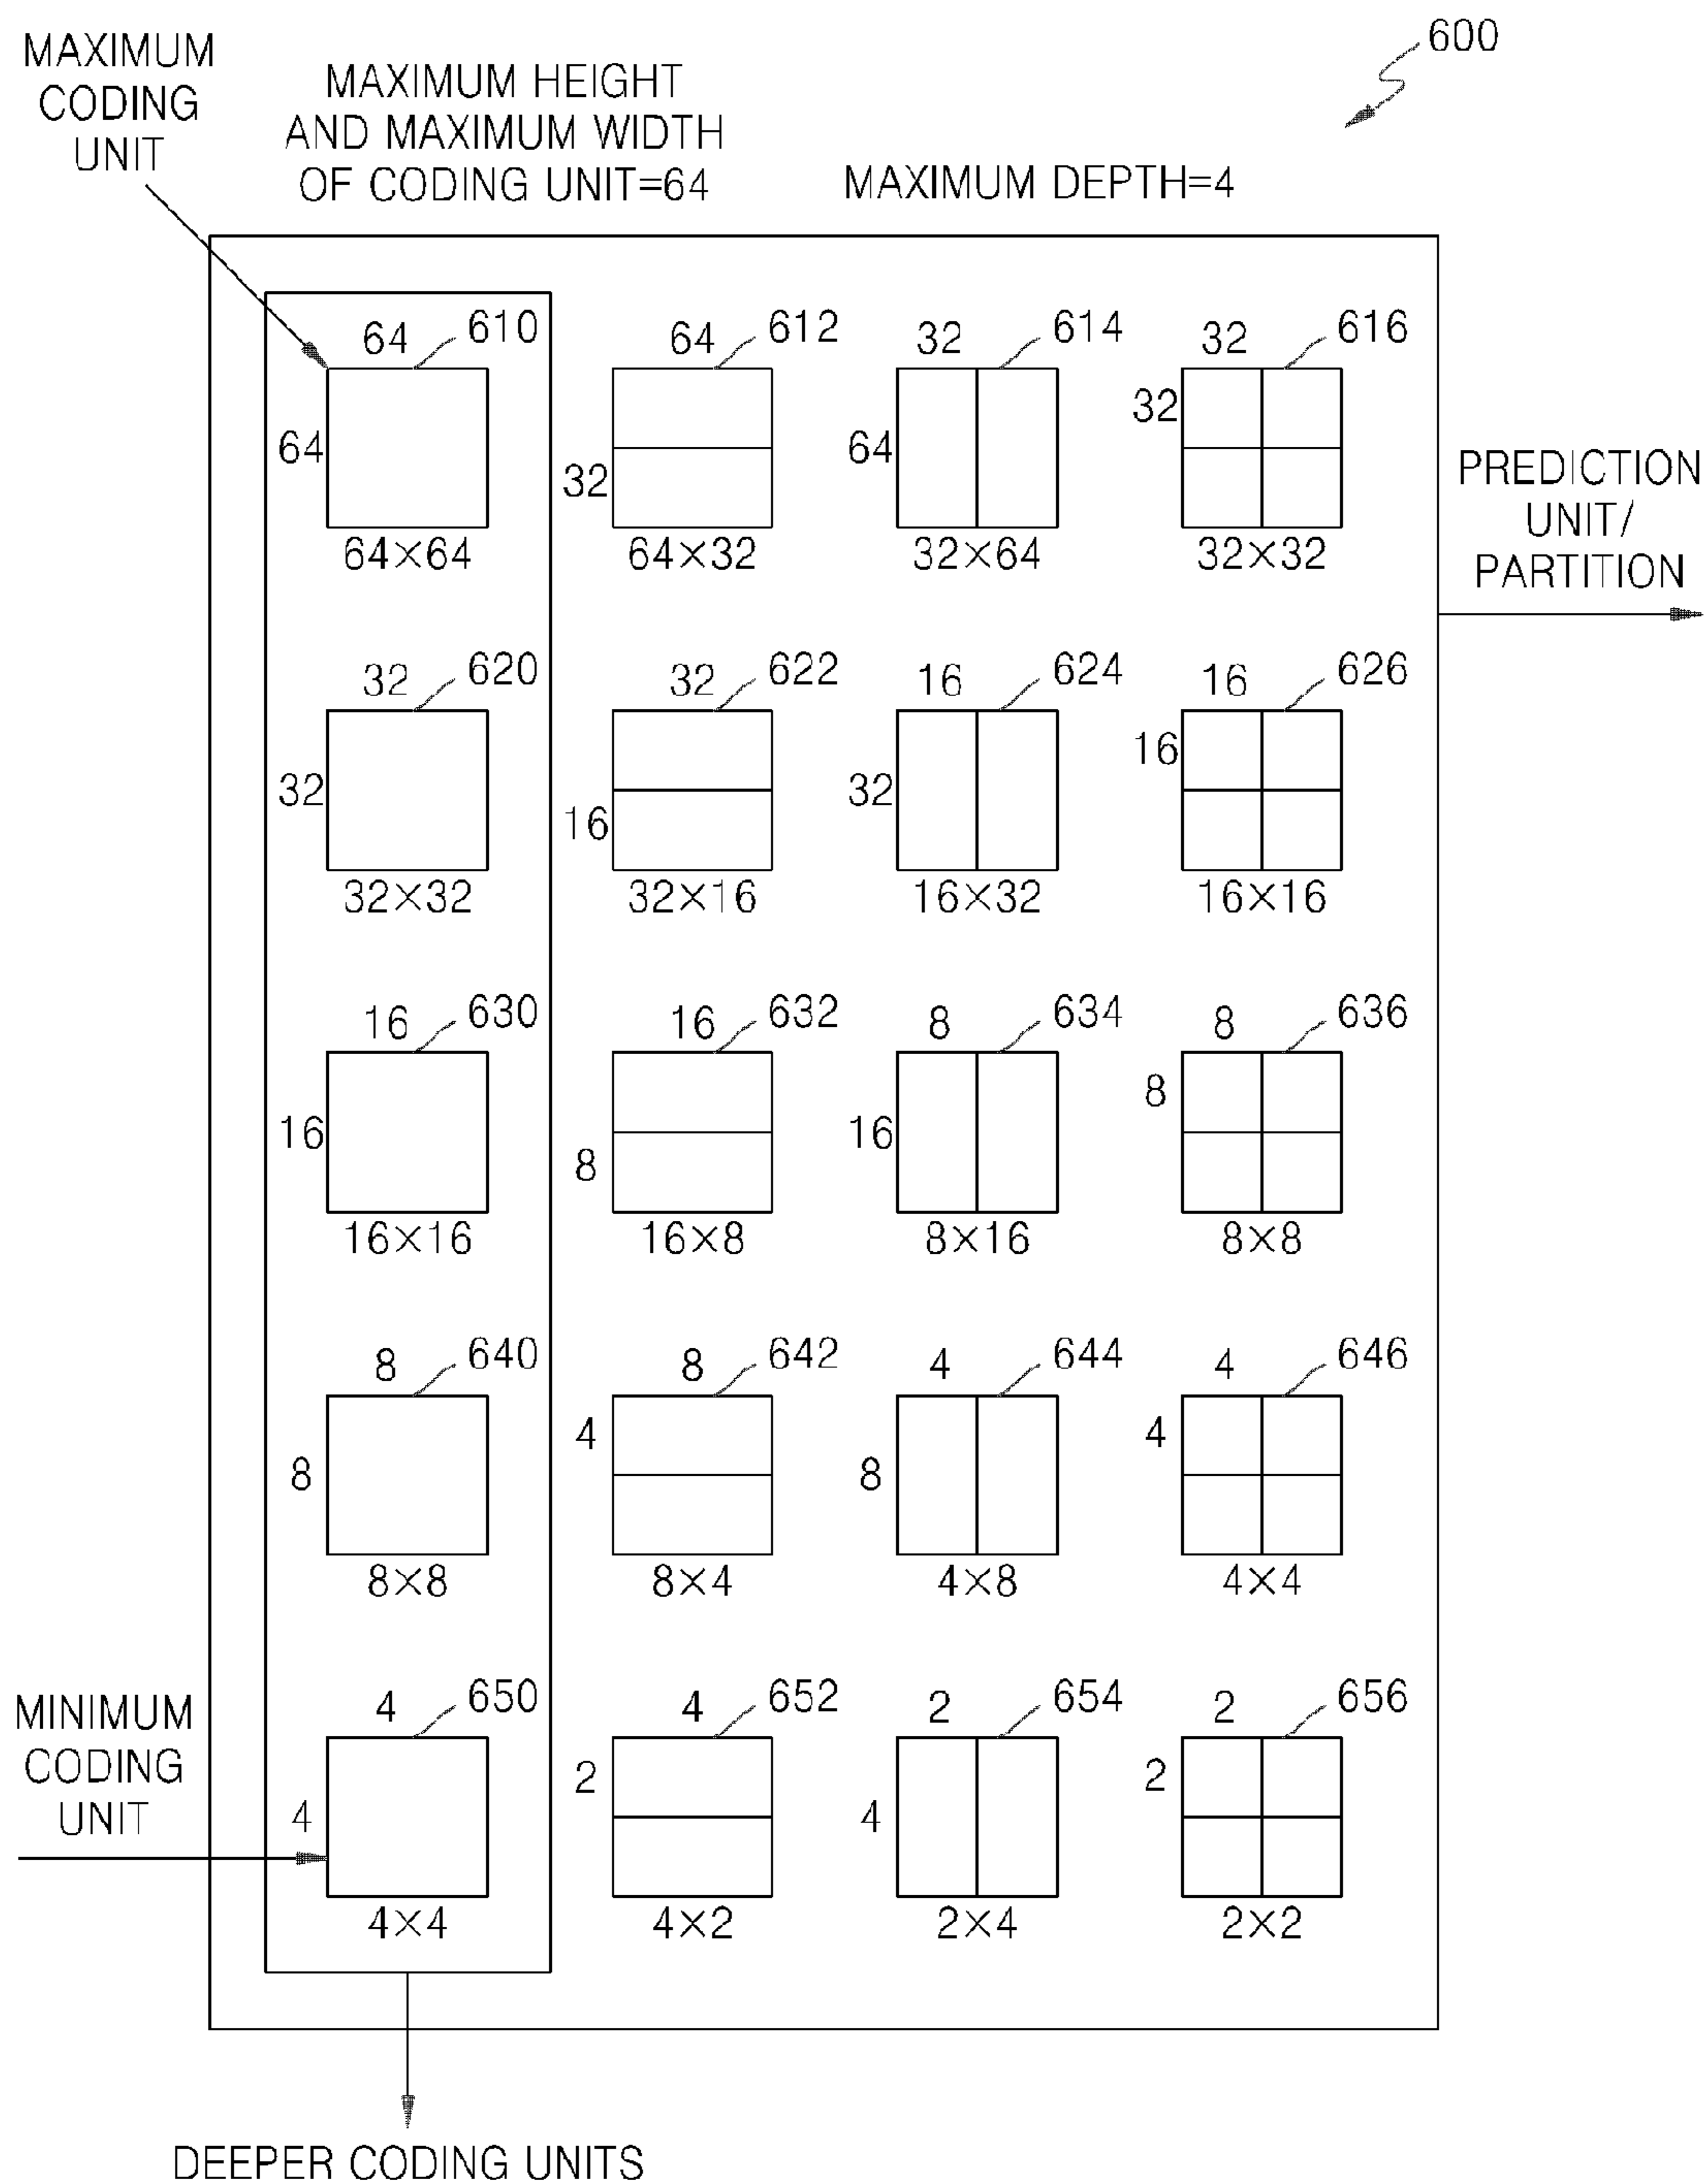 600
MAXIMUM
CODING
UNIT
MAXIMUM HEIGHT
AND MAXIMUM WIDTH
OF CODING UNIT=64
MAXIMUM DEPTH=4
64 610 64 612 32 614 32 616
64 32 64 32
64×64 64×32 32×64 32×32
PREDICTION
UNIT/
PARTITION
32 620 32 622 16 624 16 626
32 16 32 16
32×32 32×16 16×32 16×16
16 630 16 632 8 634 8 636
16 8 16 8
16×16 16×8 8×16 8×8
8 640 8 642 4 644 4 646
8 4 8 4
8×8 8×4 4×8 4×4
MINIMUM
CODING
UNIT
4 650 4 652 2 654 2 656
4 2 4 2
4×4 4×2 2×4 2×2
DEEPER CODING UNITS